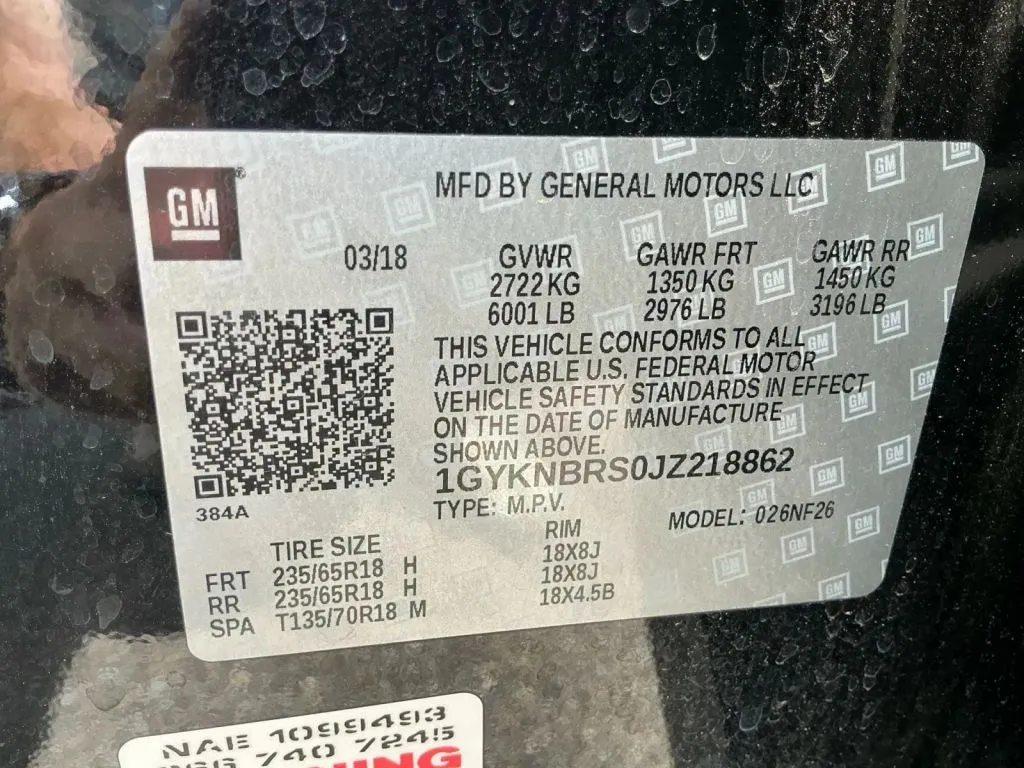 GM
MFD BY GENERAL MOTORS LLC
03/18 GVWR GAWR FRT GAWR RR
2722 KG 1350 KG 1450 KG
6001 LB 2976 LB 3196 LB
THIS VEHICLE CONFORMS TO ALL
APPLICABLE U.S. FEDERAL MOTOR
VEHICLE SAFETY STANDARDS IN EFFECT
ON THE DATE OF MANUFACTURE
SHOWN ABOVE.
1GYKNBRS0JZ218862
TYPE: M.P.V. MODEL: 026NF26
384A
TIRE SIZE RIM
FRT 235/65R18 H 18X8J
RR 235/65R18 H 18X8J
SPA T135/70R18 M 18X4.5B
NAE 1099493
740 7245